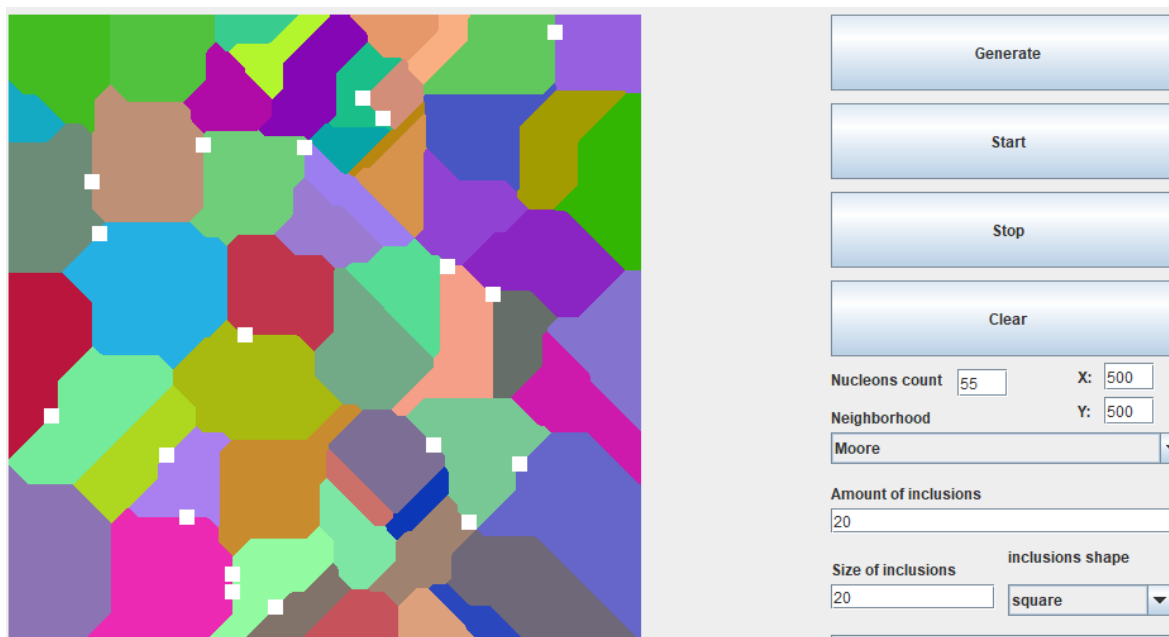 Generate
Start
Stop
Clear
Nucleons count 55 X: 500
Neighborhood Y: 500
Moore
Amount of inclusions
20
Size of inclusions inclusions shape
20 square